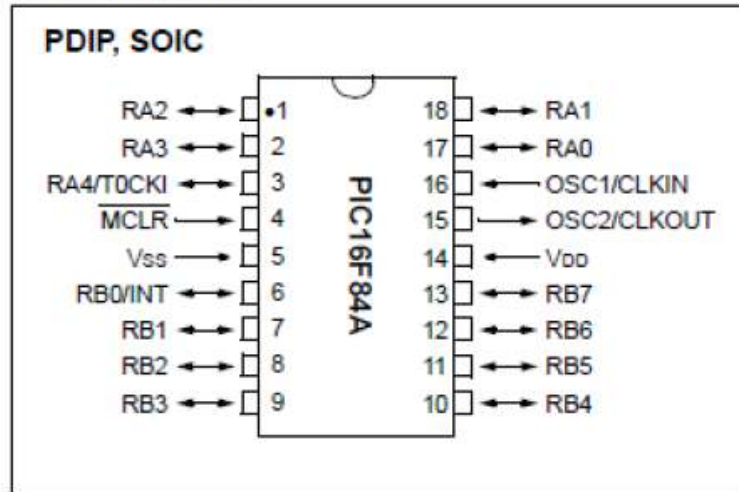 PDIP, SOIC
RA2 •1 18 RA1
RA3 2 17 RA0
RA4/T0CKI 3 16 OSC1/CLKIN
MCLR 4 15 OSC2/CLKOUT
Vss 5 14 VDD
RB0/INT 6 13 RB7
RB1 7 12 RB6
RB2 8 11 RB5
RB3 9 10 RB4
PIC16F84A